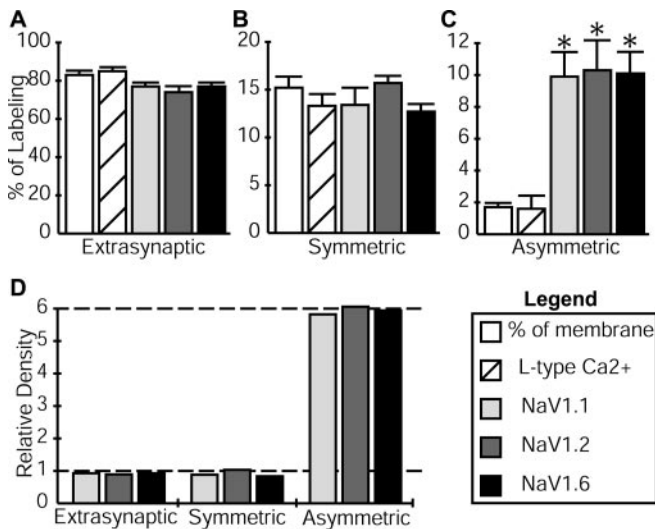 A
B
C
% of Labeling
100
80
60
40
20
0
Extrasynaptic
20
15
10
5
0
Symmetric
12
10
8
6
4
2
0
* * *
Asymmetric
D
Relative Density
6
5
4
3
2
1
0
Extrasynaptic Symmetric Asymmetric
Legend
% of membrane
L-type Ca2+
NaV1.1
NaV1.2
NaV1.6